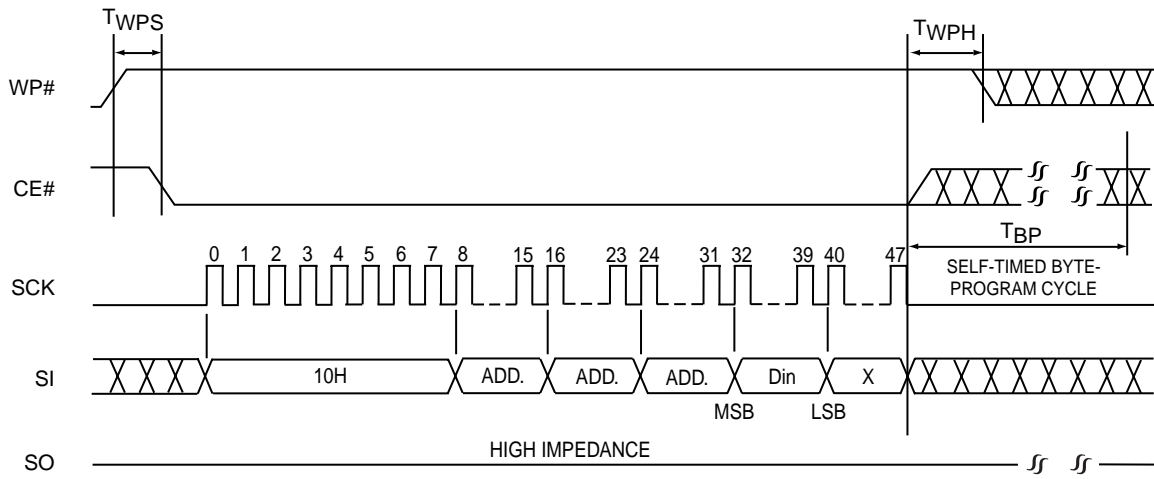 TWPS
TWPH
WP#
CE#
TBP
0 1 2 3 4 5 6 7 8 15 16 23 24 31 32 39 40 47
SCK
SELF-TIMED BYTE-
PROGRAM CYCLE
SI
10H ADD. ADD. ADD. Din X
MSB LSB
HIGH IMPEDANCE
SO